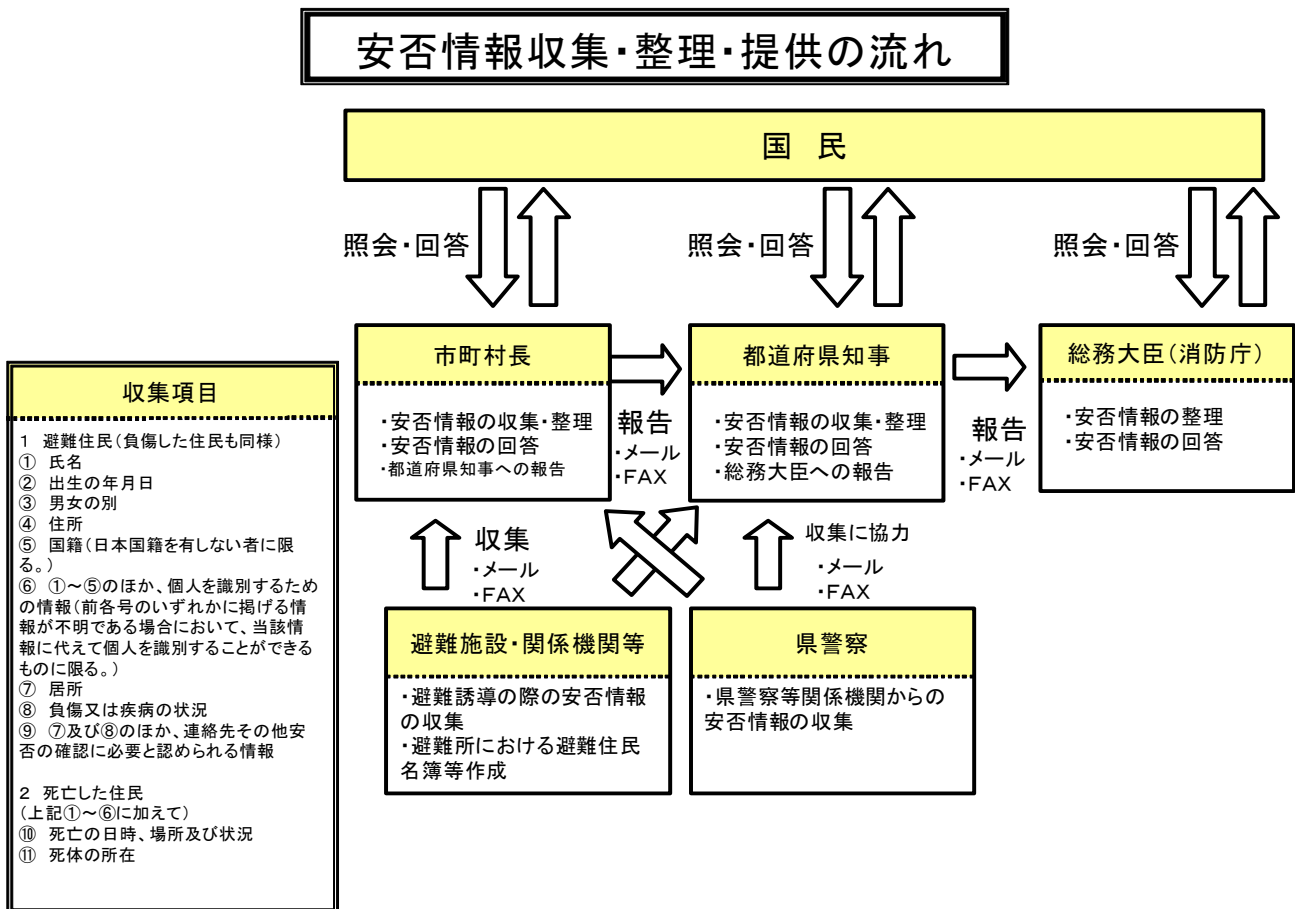 安否情報収集・整理・提供の流れ
国 民
照会・回答
照会・回答
照会・回答
市町村長
・安否情報の収集・整理
・安否情報の回答
・都道府県知事への報告
報告
・メール
・FAX
都道府県知事
・安否情報の収集・整理
・安否情報の回答
・総務大臣への報告
報告
・メール
・FAX
総務大臣(消防庁)
・安否情報の整理
・安否情報の回答
収集項目
1 避難住民(負傷した住民も同様)
① 氏名
② 出生の年月日
③ 男女の別
④ 住所
⑤ 国籍(日本国籍を有しない者に限
る。)
⑥ ①~⑤のほか、個人を識別するため
の情報(前各号のいずれかに掲げる情
報が不明である場合において、当該情
報に代えて個人を識別することができる
ものに限る。)
⑦ 居所
⑧ 負傷又は疾病の状況
⑨ ⑦及び⑧のほか、連絡先その他安
否の確認に必要と認められる情報
2 死亡した住民
(上記①~⑥に加えて)
⑩ 死亡の日時、場所及び状況
⑪ 死体の所在
収集
・メール
・FAX
収集に協力
・メール
・FAX
避難施設・関係機関等
・避難誘導の際の安否情報
の収集
・避難所における避難住民
名簿等作成
県警察
・県警察等関係機関からの
安否情報の収集